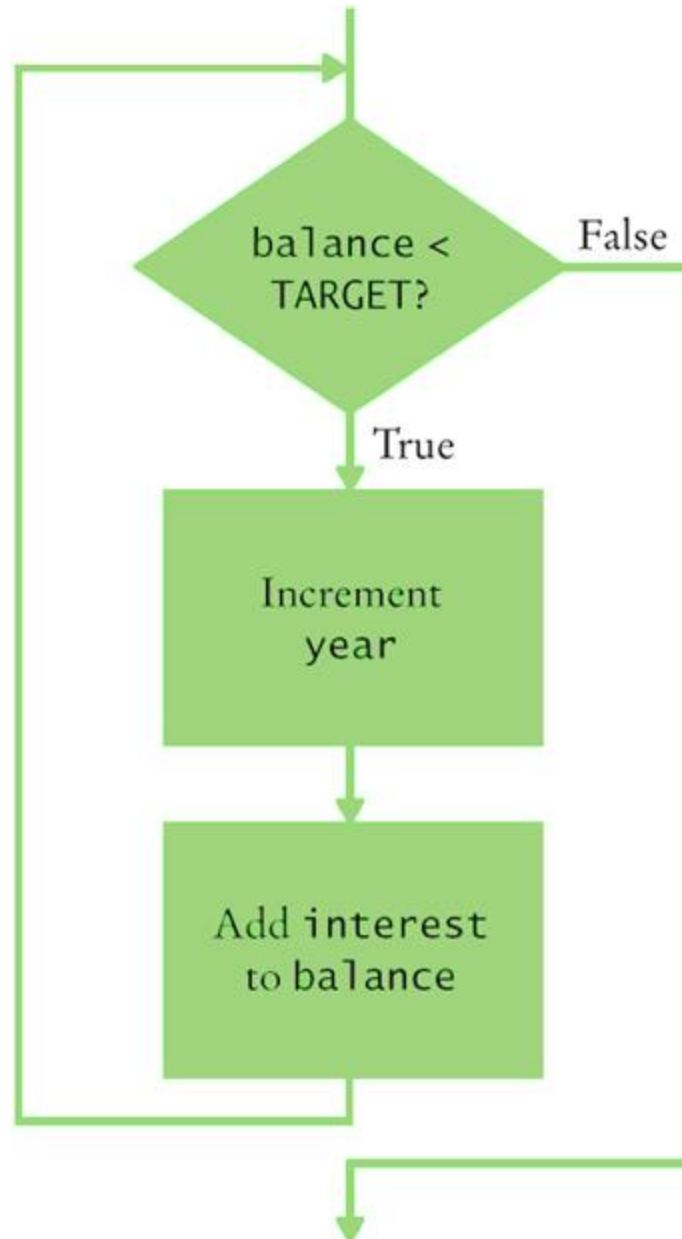 balance <
TARGET?
False
True
Increment
year
Add interest
to balance